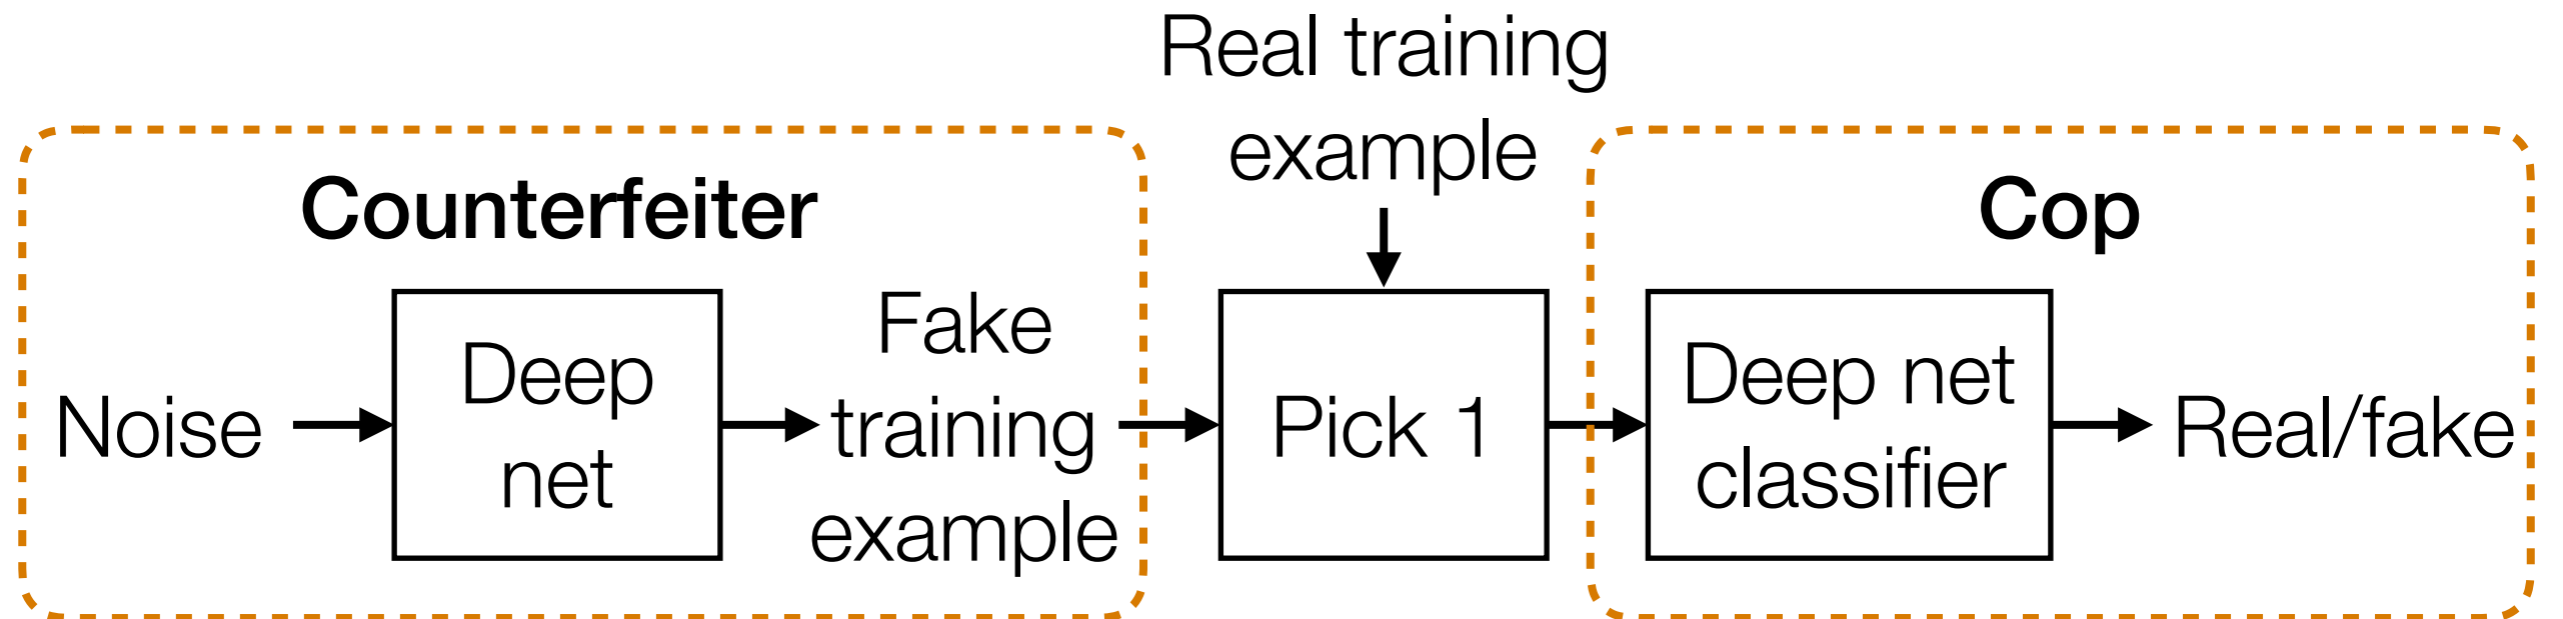 Real training
example
Counterfeiter
Noise
Deep
net
Fake
training
example
Pick 1
Cop
Deep net
classifier
Real/fake